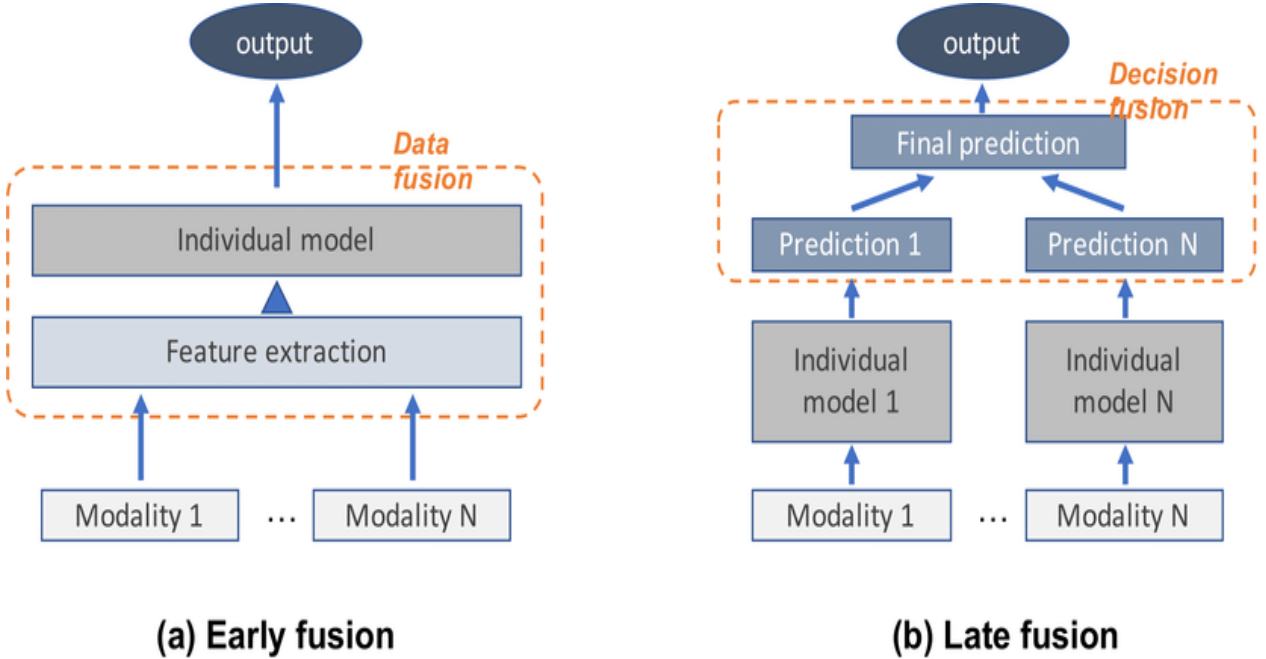 output
Data
fusion
Individual model
Feature extraction
Modality 1 ... Modality N
(a) Early fusion
output
Decision
fusion
Final prediction
Prediction 1 Prediction N
Individual
model 1
Individual
model N
Modality 1 ... Modality N
(b) Late fusion